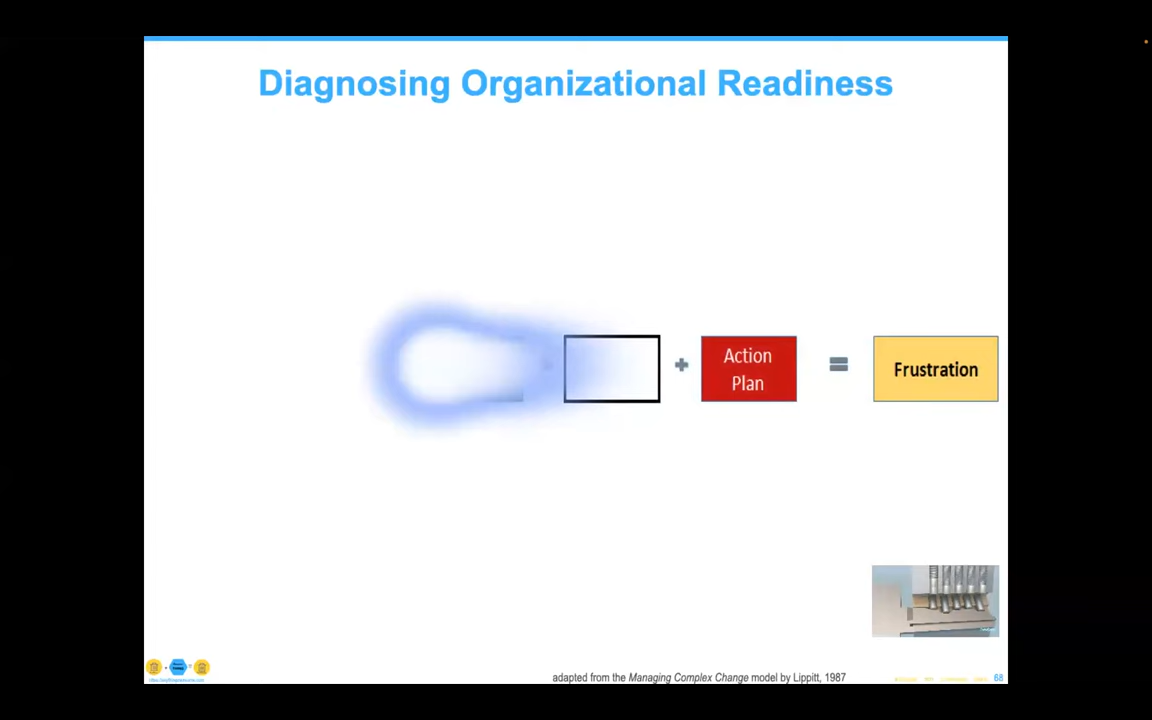 Diagnosing Organizational Readiness
Action
Plan
Frustration
adapted from the Managing Complex Change model by Lippitt, 1987
68